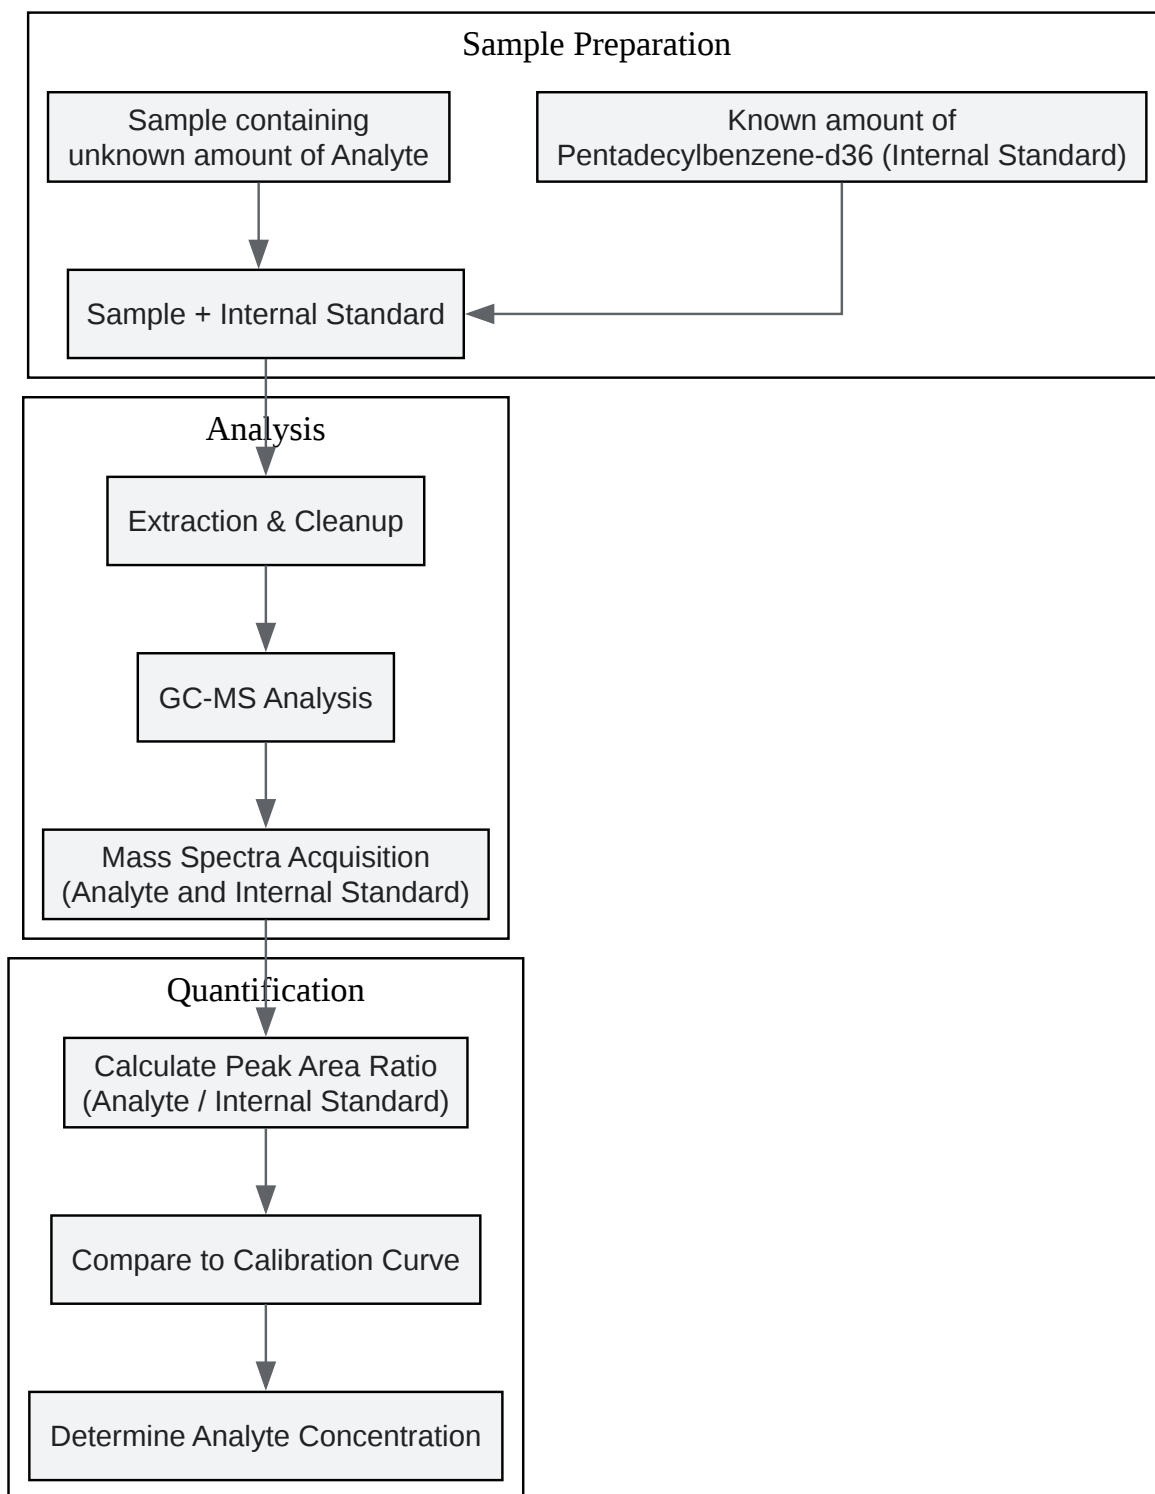 Sample Preparation
Sample containing
unknown amount of Analyte
Known amount of
Pentadecylbenzene-d36 (Internal Standard)
Sample + Internal Standard
Analysis
Extraction & Cleanup
GC-MS Analysis
Mass Spectra Acquisition
(Analyte and Internal Standard)
Quantification
Calculate Peak Area Ratio
(Analyte / Internal Standard)
Compare to Calibration Curve
Determine Analyte Concentration